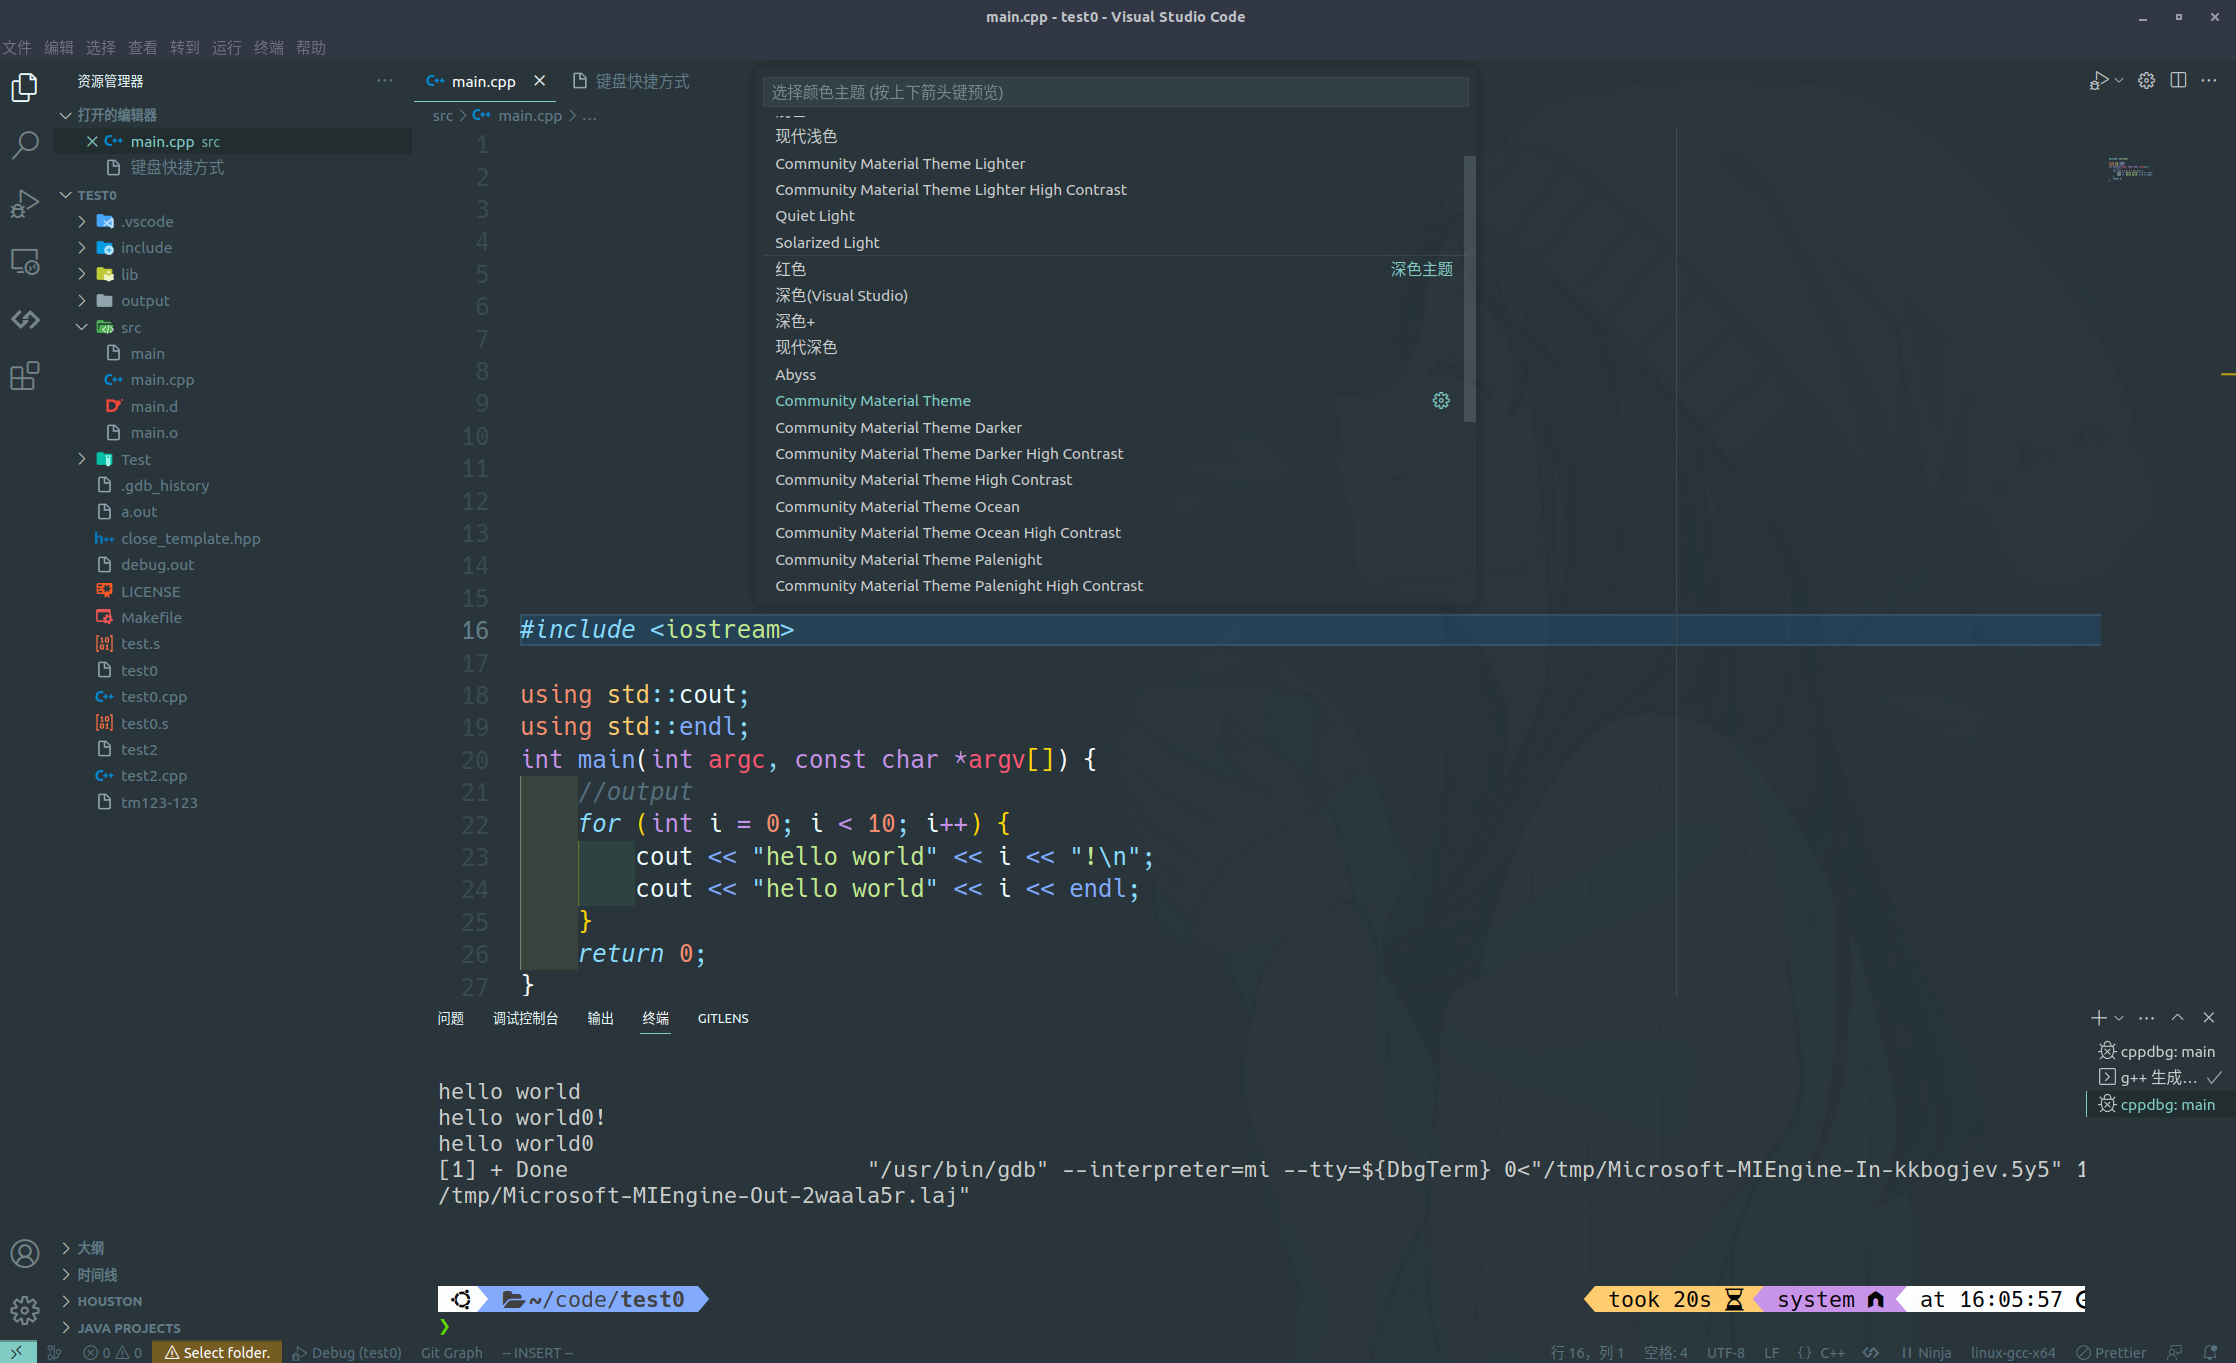 main.cpp - test0 - Visual Studio Code
文件 编辑 选择 查看 转到 运行 终端 帮助
资源管理器
打开的编辑器
main.cpp src
键盘快捷方式
TEST0
.vscode
include
lib
output
src
main
main.cpp
main.d
main.o
Test
.gdb_history
a.out
close_template.hpp
debug.out
LICENSE
Makefile
test.s
test0
test0.cpp
test0.s
test2
test2.cpp
tm123-123
大纲
时间线
HOUSTON
JAVA PROJECTS
main.cpp
键盘快捷方式
src > main.cpp > ...
选择颜色主题 (按上下箭头键预览)
现代浅色
Community Material Theme Lighter
Community Material Theme Lighter High Contrast
Quiet Light
Solarized Light
红色 深色主题
深色(Visual Studio)
深色+
现代深色
Abyss
Community Material Theme
Community Material Theme Darker
Community Material Theme Darker High Contrast
Community Material Theme High Contrast
Community Material Theme Ocean
Community Material Theme Ocean High Contrast
Community Material Theme Palenight
Community Material Theme Palenight High Contrast
1
2
3
4
5
6
7
8
9
10
11
12
13
14
15
16 #include <iostream>
17
18 using std::cout;
19 using std::endl;
20 int main(int argc, const char *argv[]) {
21 //output
22 for (int i = 0; i < 10; i++) {
23 cout << "hello world" << i << "!\n";
24 cout << "hello world" << i << endl;
25 }
26 return 0;
27 }
问题 调试控制台 输出 终端 GITLENS
hello world
hello world0!
hello world0
[1] + Done "/usr/bin/gdb" --interpreter=mi --tty=${DbgTerm} 0<"/tmp/Microsoft-MIEngine-In-kkbogjev.5y5" 1
/tmp/Microsoft-MIEngine-Out-2waala5r.laj"
~/code/test0
took 20s system at 16:05:57
❯
cppdbg: main
g++ 生成...
cppdbg: main
0 0 Select folder. Debug (test0) Git Graph -- INSERT -- 行 16，列 1 空格: 4 UTF-8 LF {} C++ Ninja linux-gcc-x64 Prettier